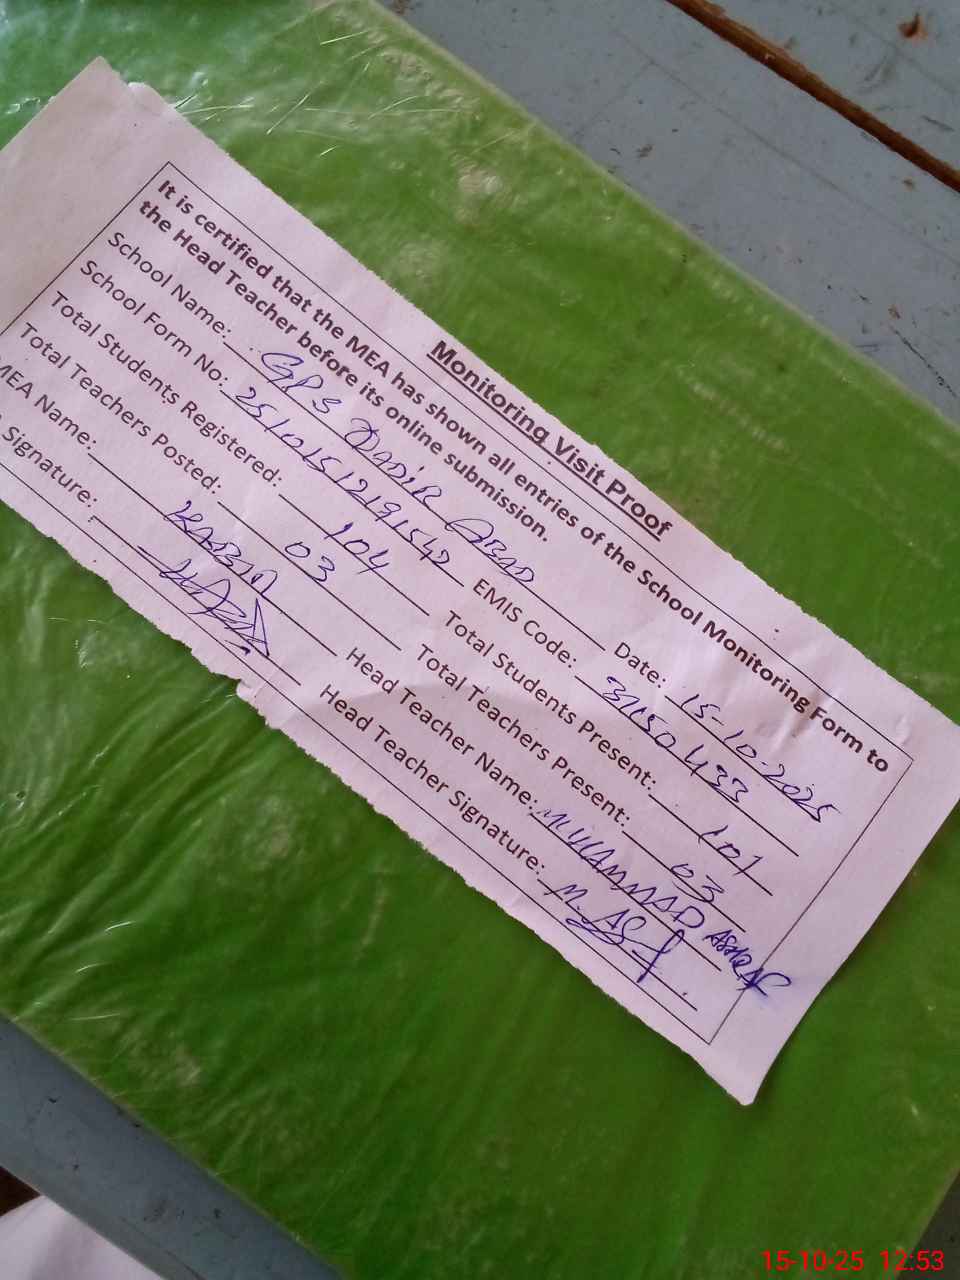 Monitoring Visit Proof
It is certified that the MEA has shown all entries of the School Monitoring Form to
the Head Teacher before its online submission.
School Name: GPS DADIR ABAD Date: 15-10-2025
School Form No: EMIS Code: 31150433
Total Students Registered: 104 Total Students Present: 101
Total Teachers Posted: 03 Total Teachers Present: 03
MEA Name: Head Teacher Name: MUHAMMAD ASHRAF
Signature: Head Teacher Signature: M. ASf
15-10-25 12:53